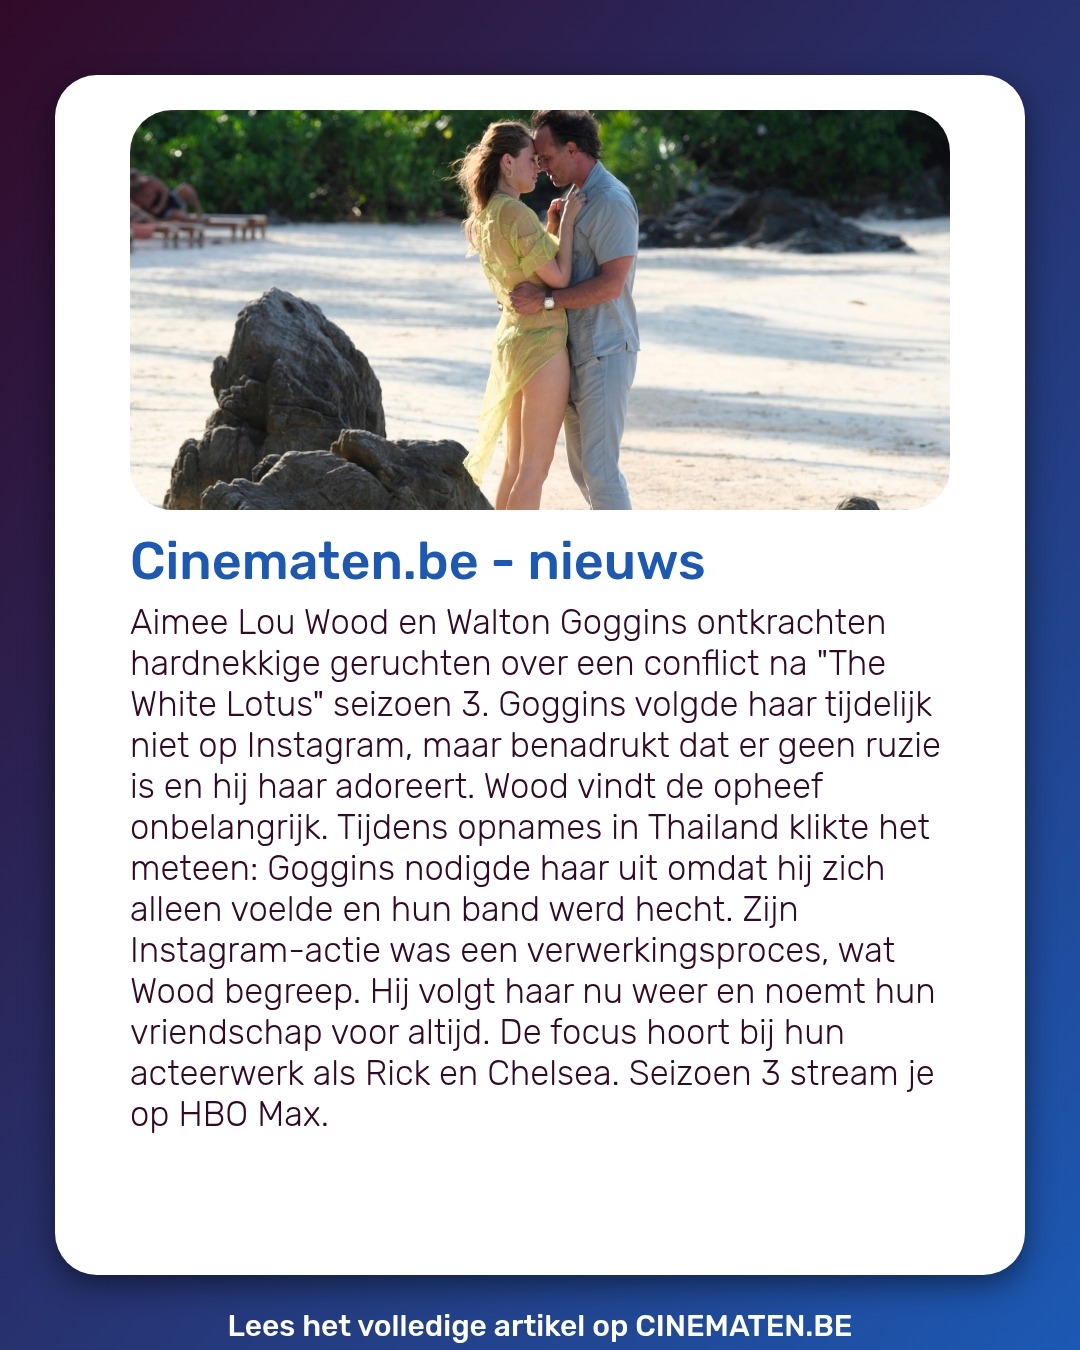 Cinematen.be - nieuws
Aimee Lou Wood en Walton Goggins ontkrachten
hardnekkige geruchten over een conflict na "The
White Lotus" seizoen 3. Goggins volgde haar tijdelijk
niet op Instagram, maar benadrukt dat er geen ruzie
is en hij haar adoreert. Wood vindt de opheef
onbelangrijk. Tijdens opnames in Thailand klikte het
meteen: Goggins nodigde haar uit omdat hij zich
alleen voelde en hun band werd hecht. Zijn
Instagram-actie was een verwerkingsproces, wat
Wood begreep. Hij volgt haar nu weer en noemt hun
vriendschap voor altijd. De focus hoort bij hun
acteerwerk als Rick en Chelsea. Seizoen 3 stream je
op HBO Max.
Lees het volledige artikel op CINEMATEN.BE